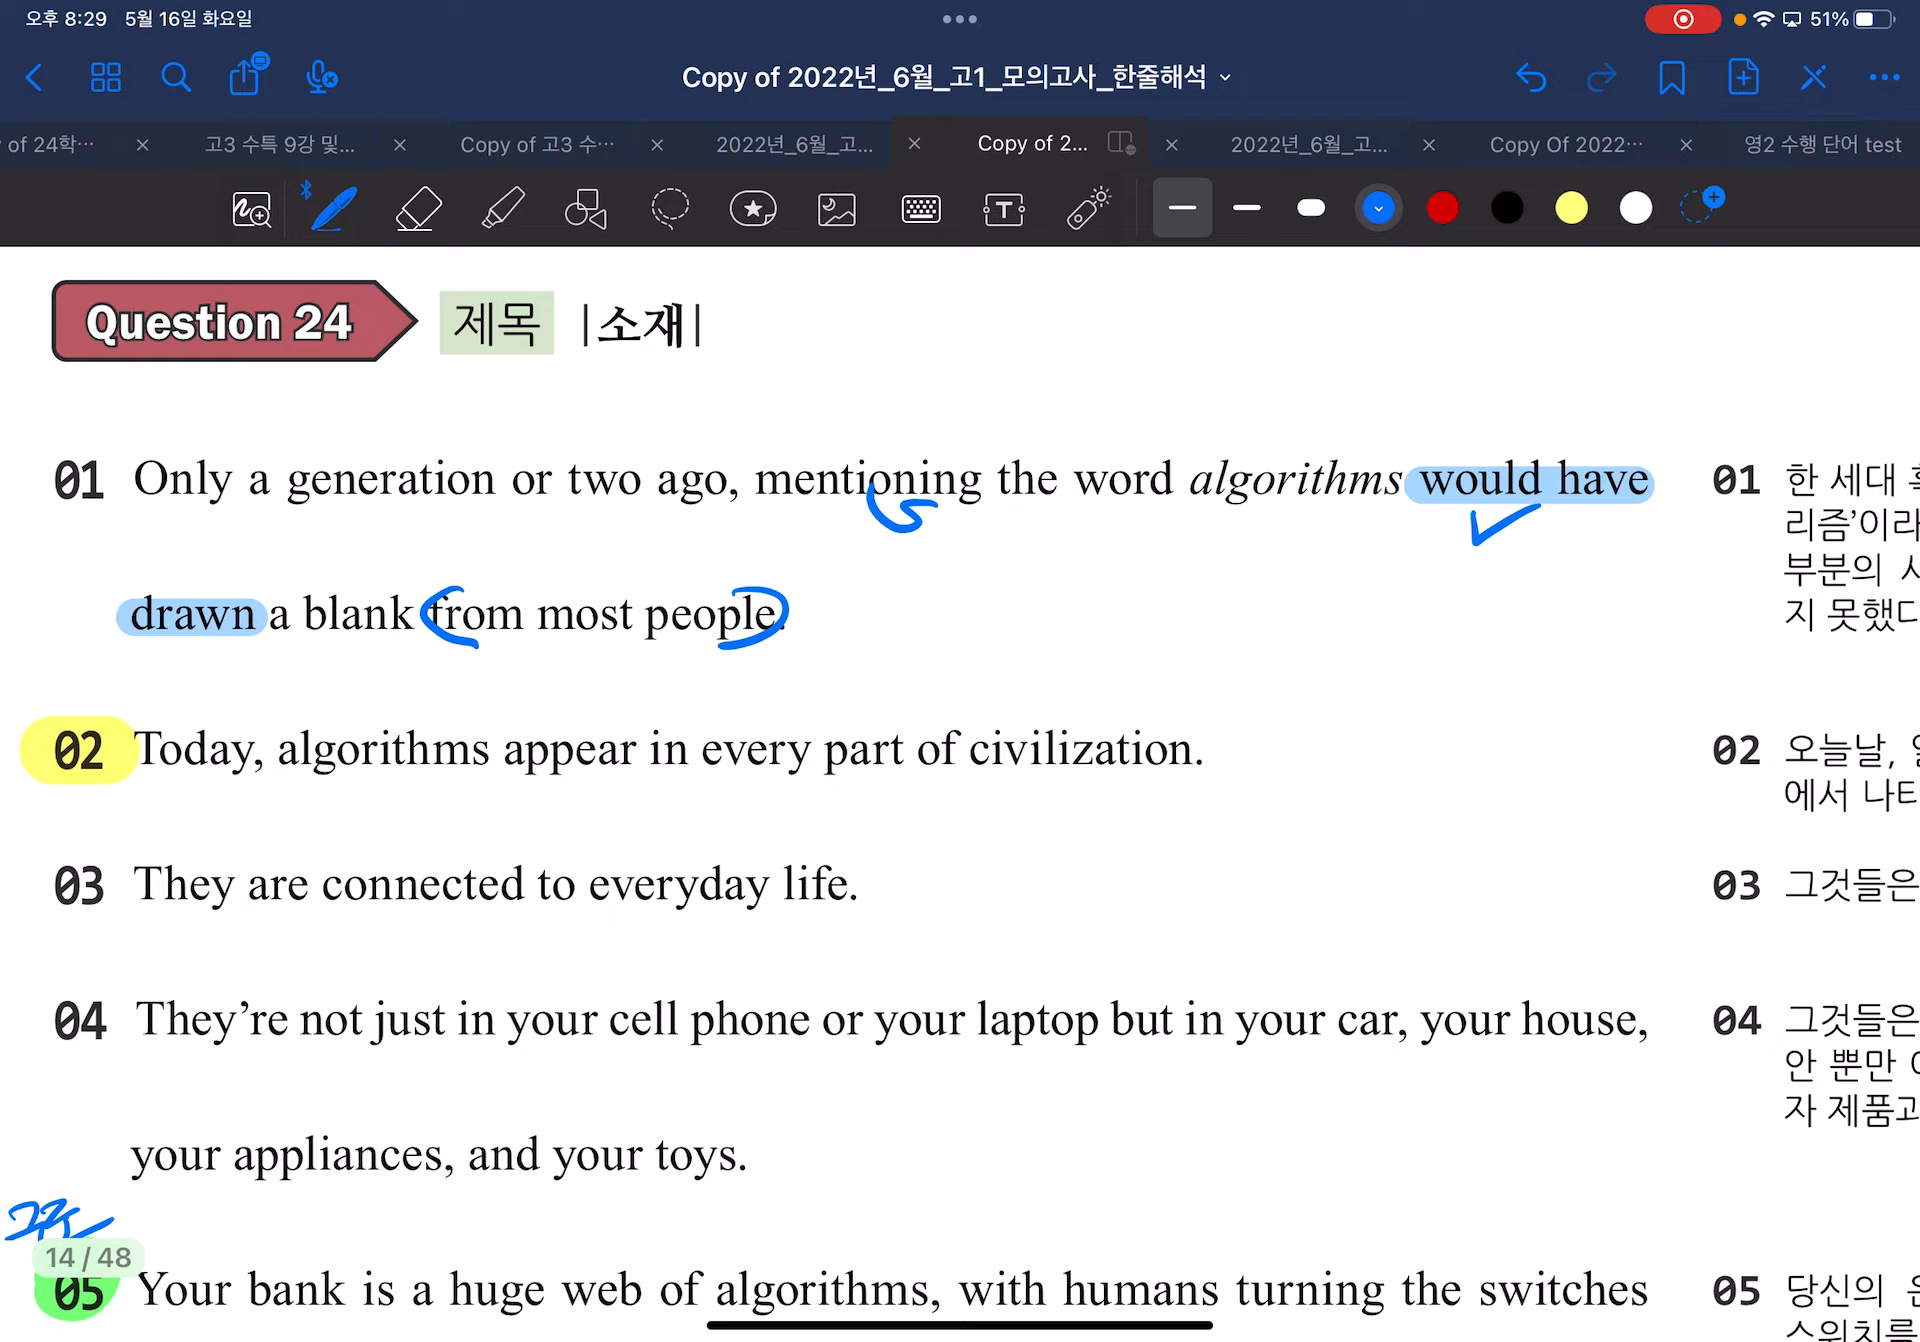 오후 8:29 5월 16일 화요일
51%
Copy of 2022년_6월_고1_모의고사_한줄해석
of 24학… 고3 수특 9강 및... Copy of 고3 수… 2022년_6월_고... Copy of 2... 2022년_6월_고... Copy Of 2022… 영2 수행 단어 test
Question 24 제목 |소재|
01 Only a generation or two ago, mentioning the word algorithms would have
drawn a blank from most people.
02 Today, algorithms appear in every part of civilization.
03 They are connected to everyday life.
04 They’re not just in your cell phone or your laptop but in your car, your house,
your appliances, and your toys.
14 / 48
05 Your bank is a huge web of algorithms, with humans turning the switches
01 한 세대
리즘’이라
부분의
지 못했다
02 오늘날,
에서 나타
03 그것들은
04 그것들은
안 뿐만
자 제품과
05 당신의
스위치를